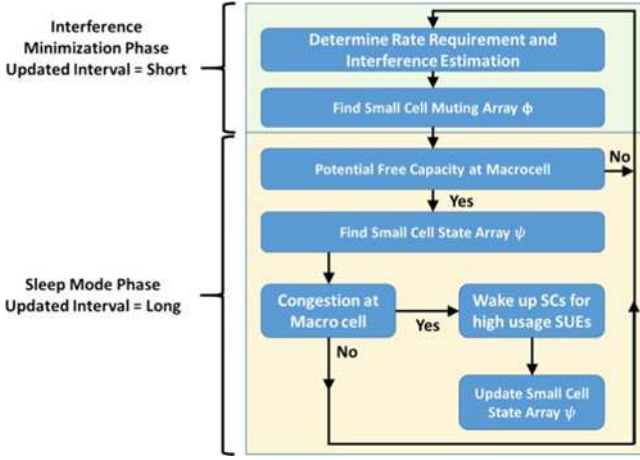 Interference
Minimization Phase
Updated Interval = Short
Determine Rate Requirement and
Interference Estimation
Find Small Cell Muting Array ϕ
Potential Free Capacity at Macrocell
No
Yes
Find Small Cell State Array ψ
Sleep Mode Phase
Updated Interval = Long
Congestion at
Macro cell
Yes
Wake up SCs for
high usage SUEs
No
Update Small Cell
State Array ψ